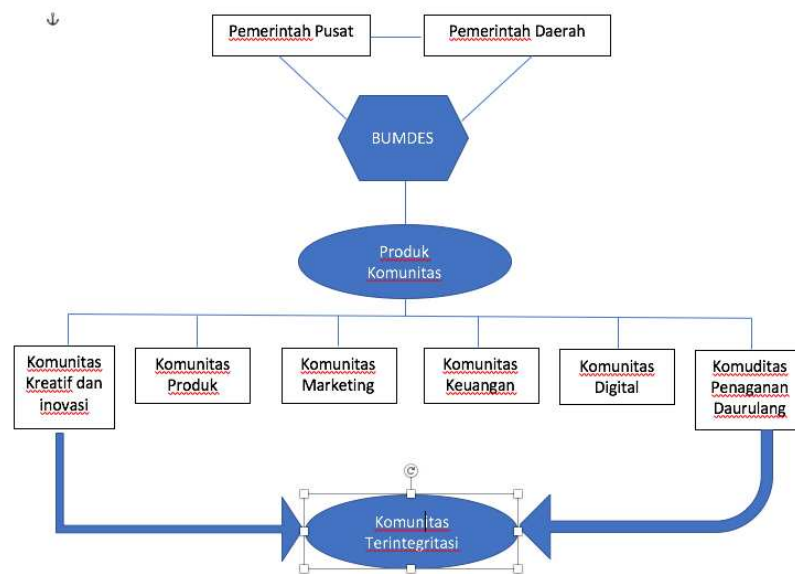 Pemerintah Pusat
Pemerintah Daerah
BUMDES
Produk
Komunitas
Komunitas
Kreatif dan
inovasi
Komunitas
Produk
Komunitas
Marketing
Komunitas
Keuangan
Komunitas
Digital
Komuditas
Penaganan
Daurulang
Komunitas
Terintegritasi